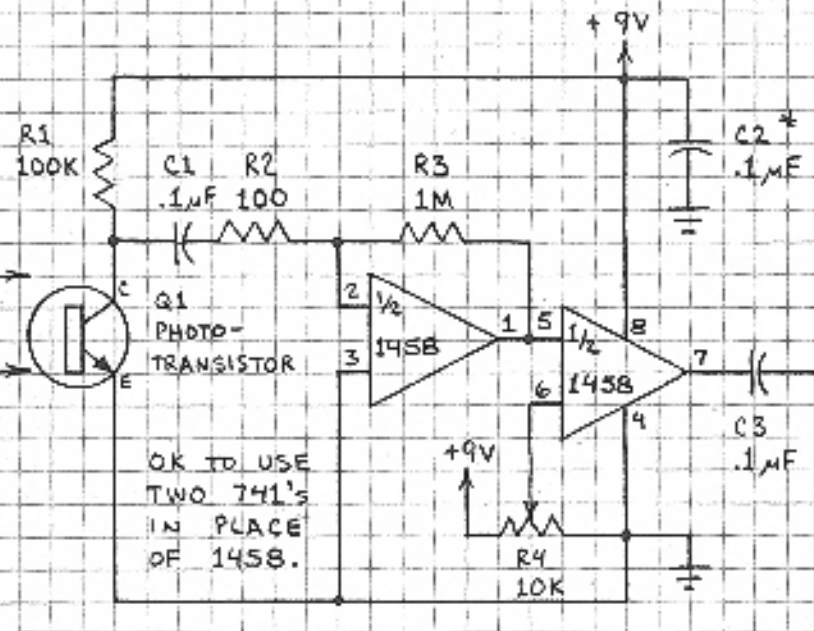 +9V
R1
100K
C1
.1µF
R2
100
R3
1M
C2*
.1µF
C
Q1
PHOTO-
TRANSISTOR
E
2
3
1/2
1458
1
5
6
1/2
1458
8
7
4
C3
.1µF
+9V
R4
10K
OK TO USE
TWO 741's
IN PLACE
OF 1458.